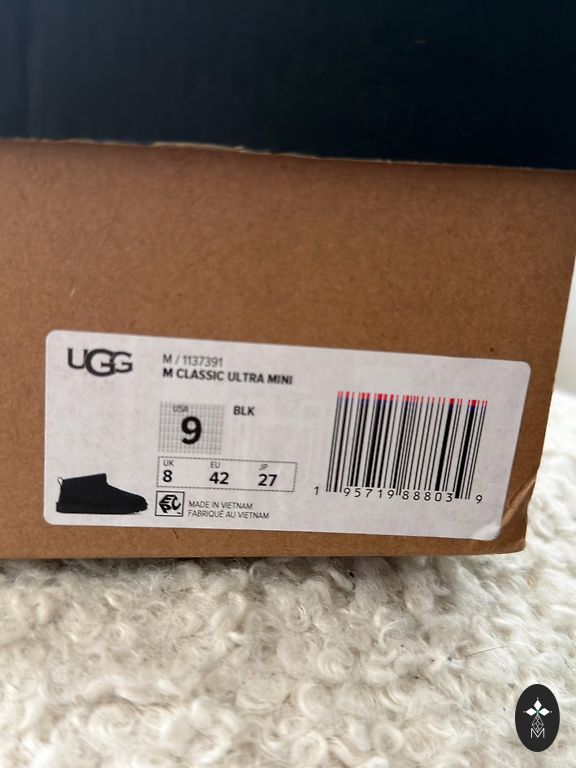 UGG
M / 1137391
M CLASSIC ULTRA MINI
USA
9
BLK
UK EU JP
8 42 27
MADE IN VIETNAM
FABRIQUÉ AU VIETNAM
1 95719 88803 9
M